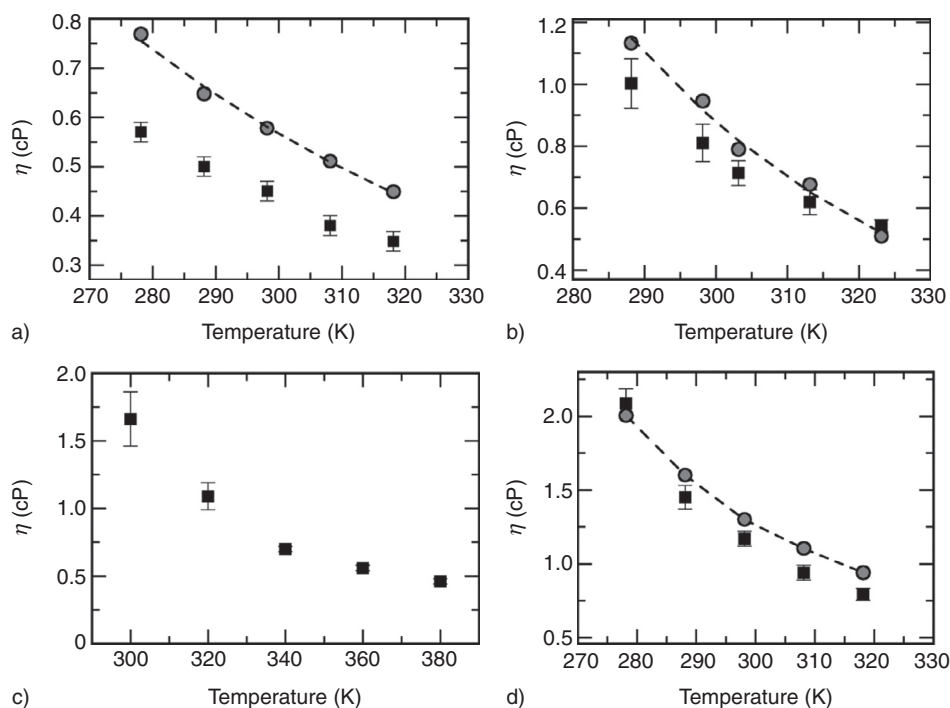 0.8
0.7
0.6
0.5
0.4
0.3
η (cP)
270 280 290 300 310 320 330
a) Temperature (K)
1.2
1.0
0.8
0.6
0.4
η (cP)
280 290 300 310 320 330
b) Temperature (K)
2.0
1.5
1.0
0.5
0
η (cP)
300 320 340 360 380
c) Temperature (K)
2.0
1.5
1.0
0.5
η (cP)
270 280 290 300 310 320 330
d) Temperature (K)